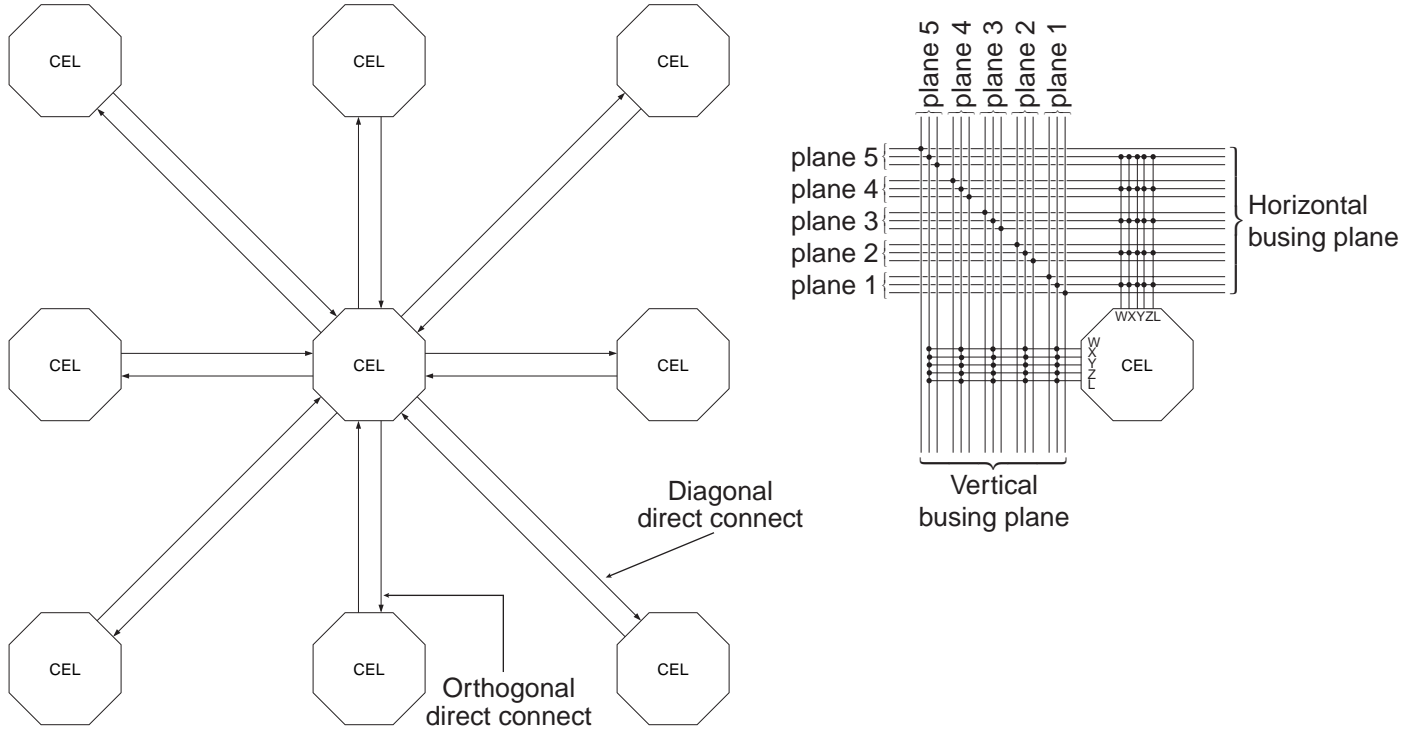 CEL
CEL
CEL
CEL
CEL
CEL
Diagonal
direct connect
CEL
CEL
CEL
Orthogonal
direct connect
plane 5
plane 4
plane 3
plane 2
plane 1
plane 5
plane 4
plane 3
plane 2
plane 1
Horizontal
busing plane
WXYZL
W
X
Y
Z
L
CEL
Vertical
busing plane